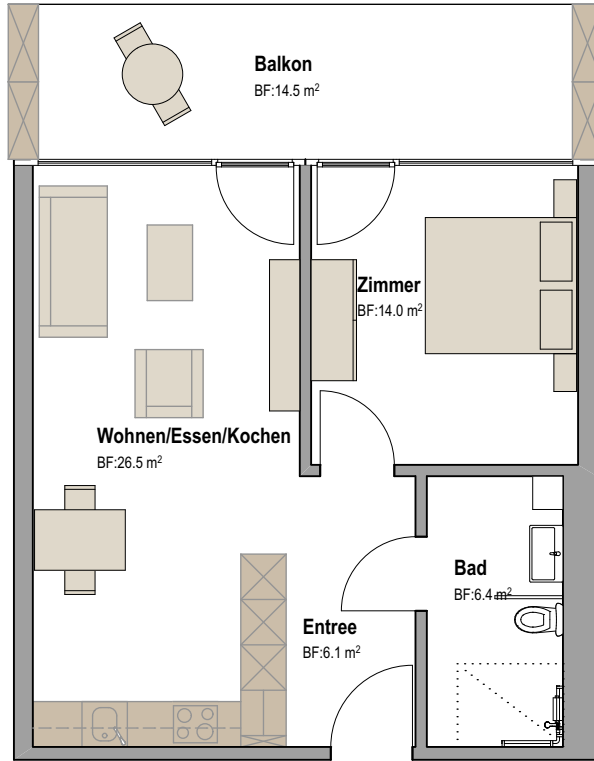 Balkon
BF:14.5 m²
Zimmer
BF:14.0 m²
Wohnen/Essen/Kochen
BF:26.5 m²
Bad
BF:6.4 m²
Entree
BF:6.1 m²